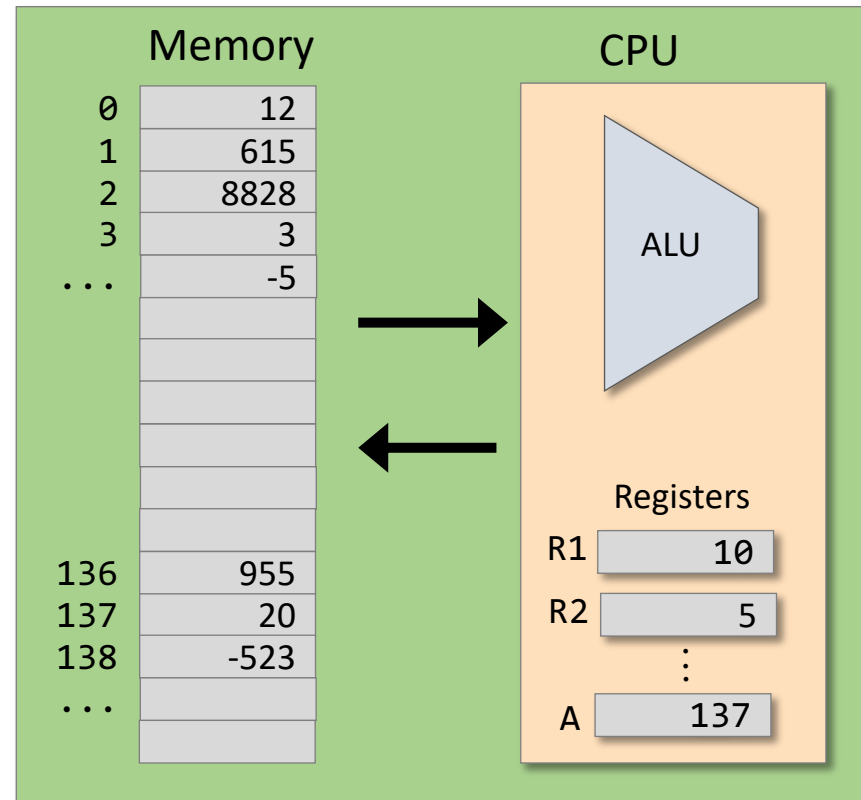 Memory
0 12
1 615
2 8828
3 3
... -5
136 955
137 20
138 -523
...
CPU
ALU
Registers
R1 10
R2 5
⋮
A 137